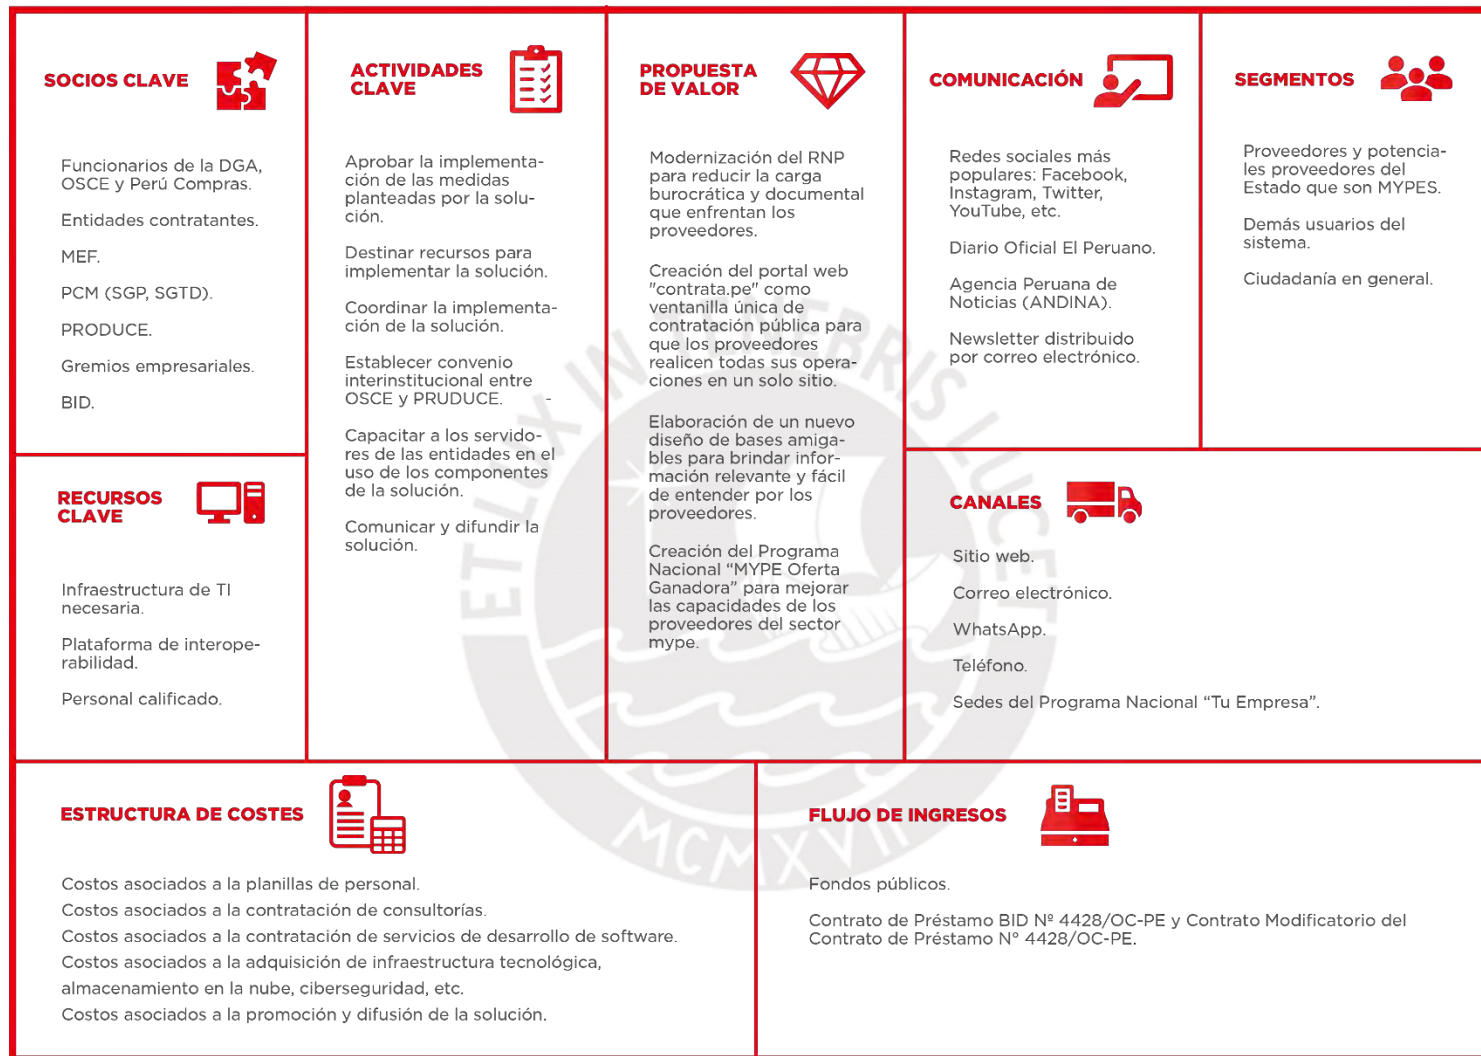 SOCIOS CLAVE
Funcionarios de la DGA,
OSCE y Perú Compras.
Entidades contratantes.
MEF.
PCM (SGP, SGTD).
PRODUCE.
Gremios empresariales.
BID.
RECURSOS
CLAVE
Infraestructura de TI
necesaria.
Plataforma de interope-
rabilidad.
Personal calificado.
ACTIVIDADES
CLAVE
Aprobar la implementa-
ción de las medidas
planteadas por la solu-
ción.
Destinar recursos para
implementar la solución.
Coordinar la implementa-
ción de la solución.
Establecer convenio
interinstitucional entre
OSCE y PRUDUCE. -
Capacitar a los servido-
res de las entidades en el
uso de los componentes
de la solución.
Comunicar y difundir la
solución.
PROPUESTA
DE VALOR
Modernización del RNP
para reducir la carga
burocrática y documental
que enfrentan los
proveedores.
Creación del portal web
"contrata.pe" como
ventanilla única de
contratación pública para
que los proveedores
realicen todas sus opera-
ciones en un solo sitio.
Elaboración de un nuevo
diseño de bases amiga-
bles para brindar infor-
mación relevante y fácil
de entender por los
proveedores.
Creación del Programa
Nacional “MYPE Oferta
Ganadora” para mejorar
las capacidades de los
proveedores del sector
mype.
COMUNICACIÓN
Redes sociales más
populares: Facebook,
Instagram, Twitter,
YouTube, etc.
Diario Oficial El Peruano.
Agencia Peruana de
Noticias (ANDINA).
Newsletter distribuido
por correo electrónico.
SEGMENTOS
Proveedores y potencia-
les proveedores del
Estado que son MYPES.
Demás usuarios del
sistema.
Ciudadanía en general.
CANALES
Sitio web.
Correo electrónico.
WhatsApp.
Teléfono.
Sedes del Programa Nacional “Tu Empresa”.
ESTRUCTURA DE COSTES
Costos asociados a la planillas de personal.
Costos asociados a la contratación de consultorías.
Costos asociados a la contratación de servicios de desarrollo de software.
Costos asociados a la adquisición de infraestructura tecnológica,
almacenamiento en la nube, ciberseguridad, etc.
Costos asociados a la promoción y difusión de la solución.
FLUJO DE INGRESOS
Fondos públicos.
Contrato de Préstamo BID Nº 4428/OC-PE y Contrato Modificatorio del
Contrato de Préstamo N° 4428/OC-PE.
ET LUX IN TENEBRIS LUCET
MCMXVII